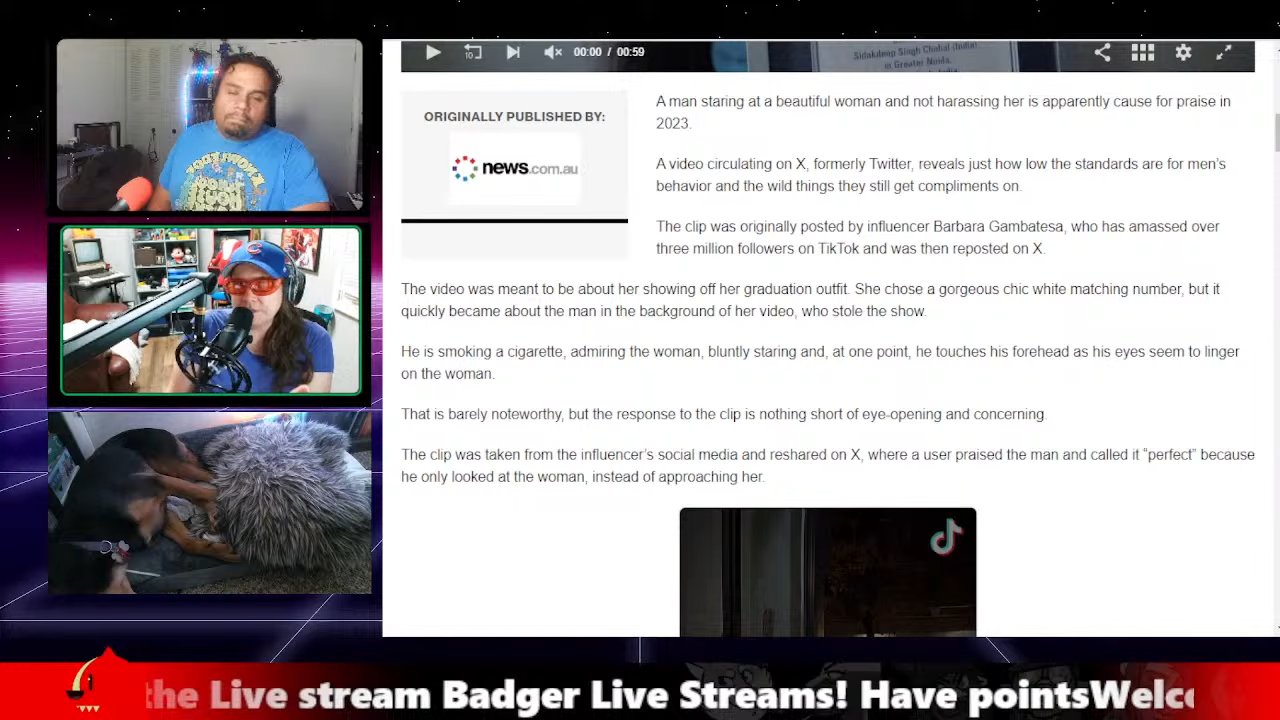 Sidukdeep Singh Chobal (India)
in Greater Noida,
10
00:00 / 00:59
ORIGINALLY PUBLISHED BY:
news.com.au
A man staring at a beautiful woman and not harassing her is apparently cause for praise in
2023.
A video circulating on X, formerly Twitter, reveals just how low the standards are for men's
behavior and the wild things they still get compliments on.
The clip was originally posted by influencer Barbara Gambatesa, who has amassed over
three million followers on TikTok and was then reposted on X.
The video was meant to be about her showing off her graduation outfit. She chose a gorgeous chic white matching number, but it
quickly became about the man in the background of her video, who stole the show.
He is smoking a cigarette, admiring the woman, bluntly staring and, at one point, he touches his forehead as his eyes seem to linger
on the woman.
That is barely noteworthy, but the response to the clip is nothing short of eye-opening and concerning.
The clip was taken from the influencer's social media and reshared on X, where a user praised the man and called it "perfect" because
he only looked at the woman, instead of approaching her.
the Live stream Badger Live Streams! Have pointsWelc